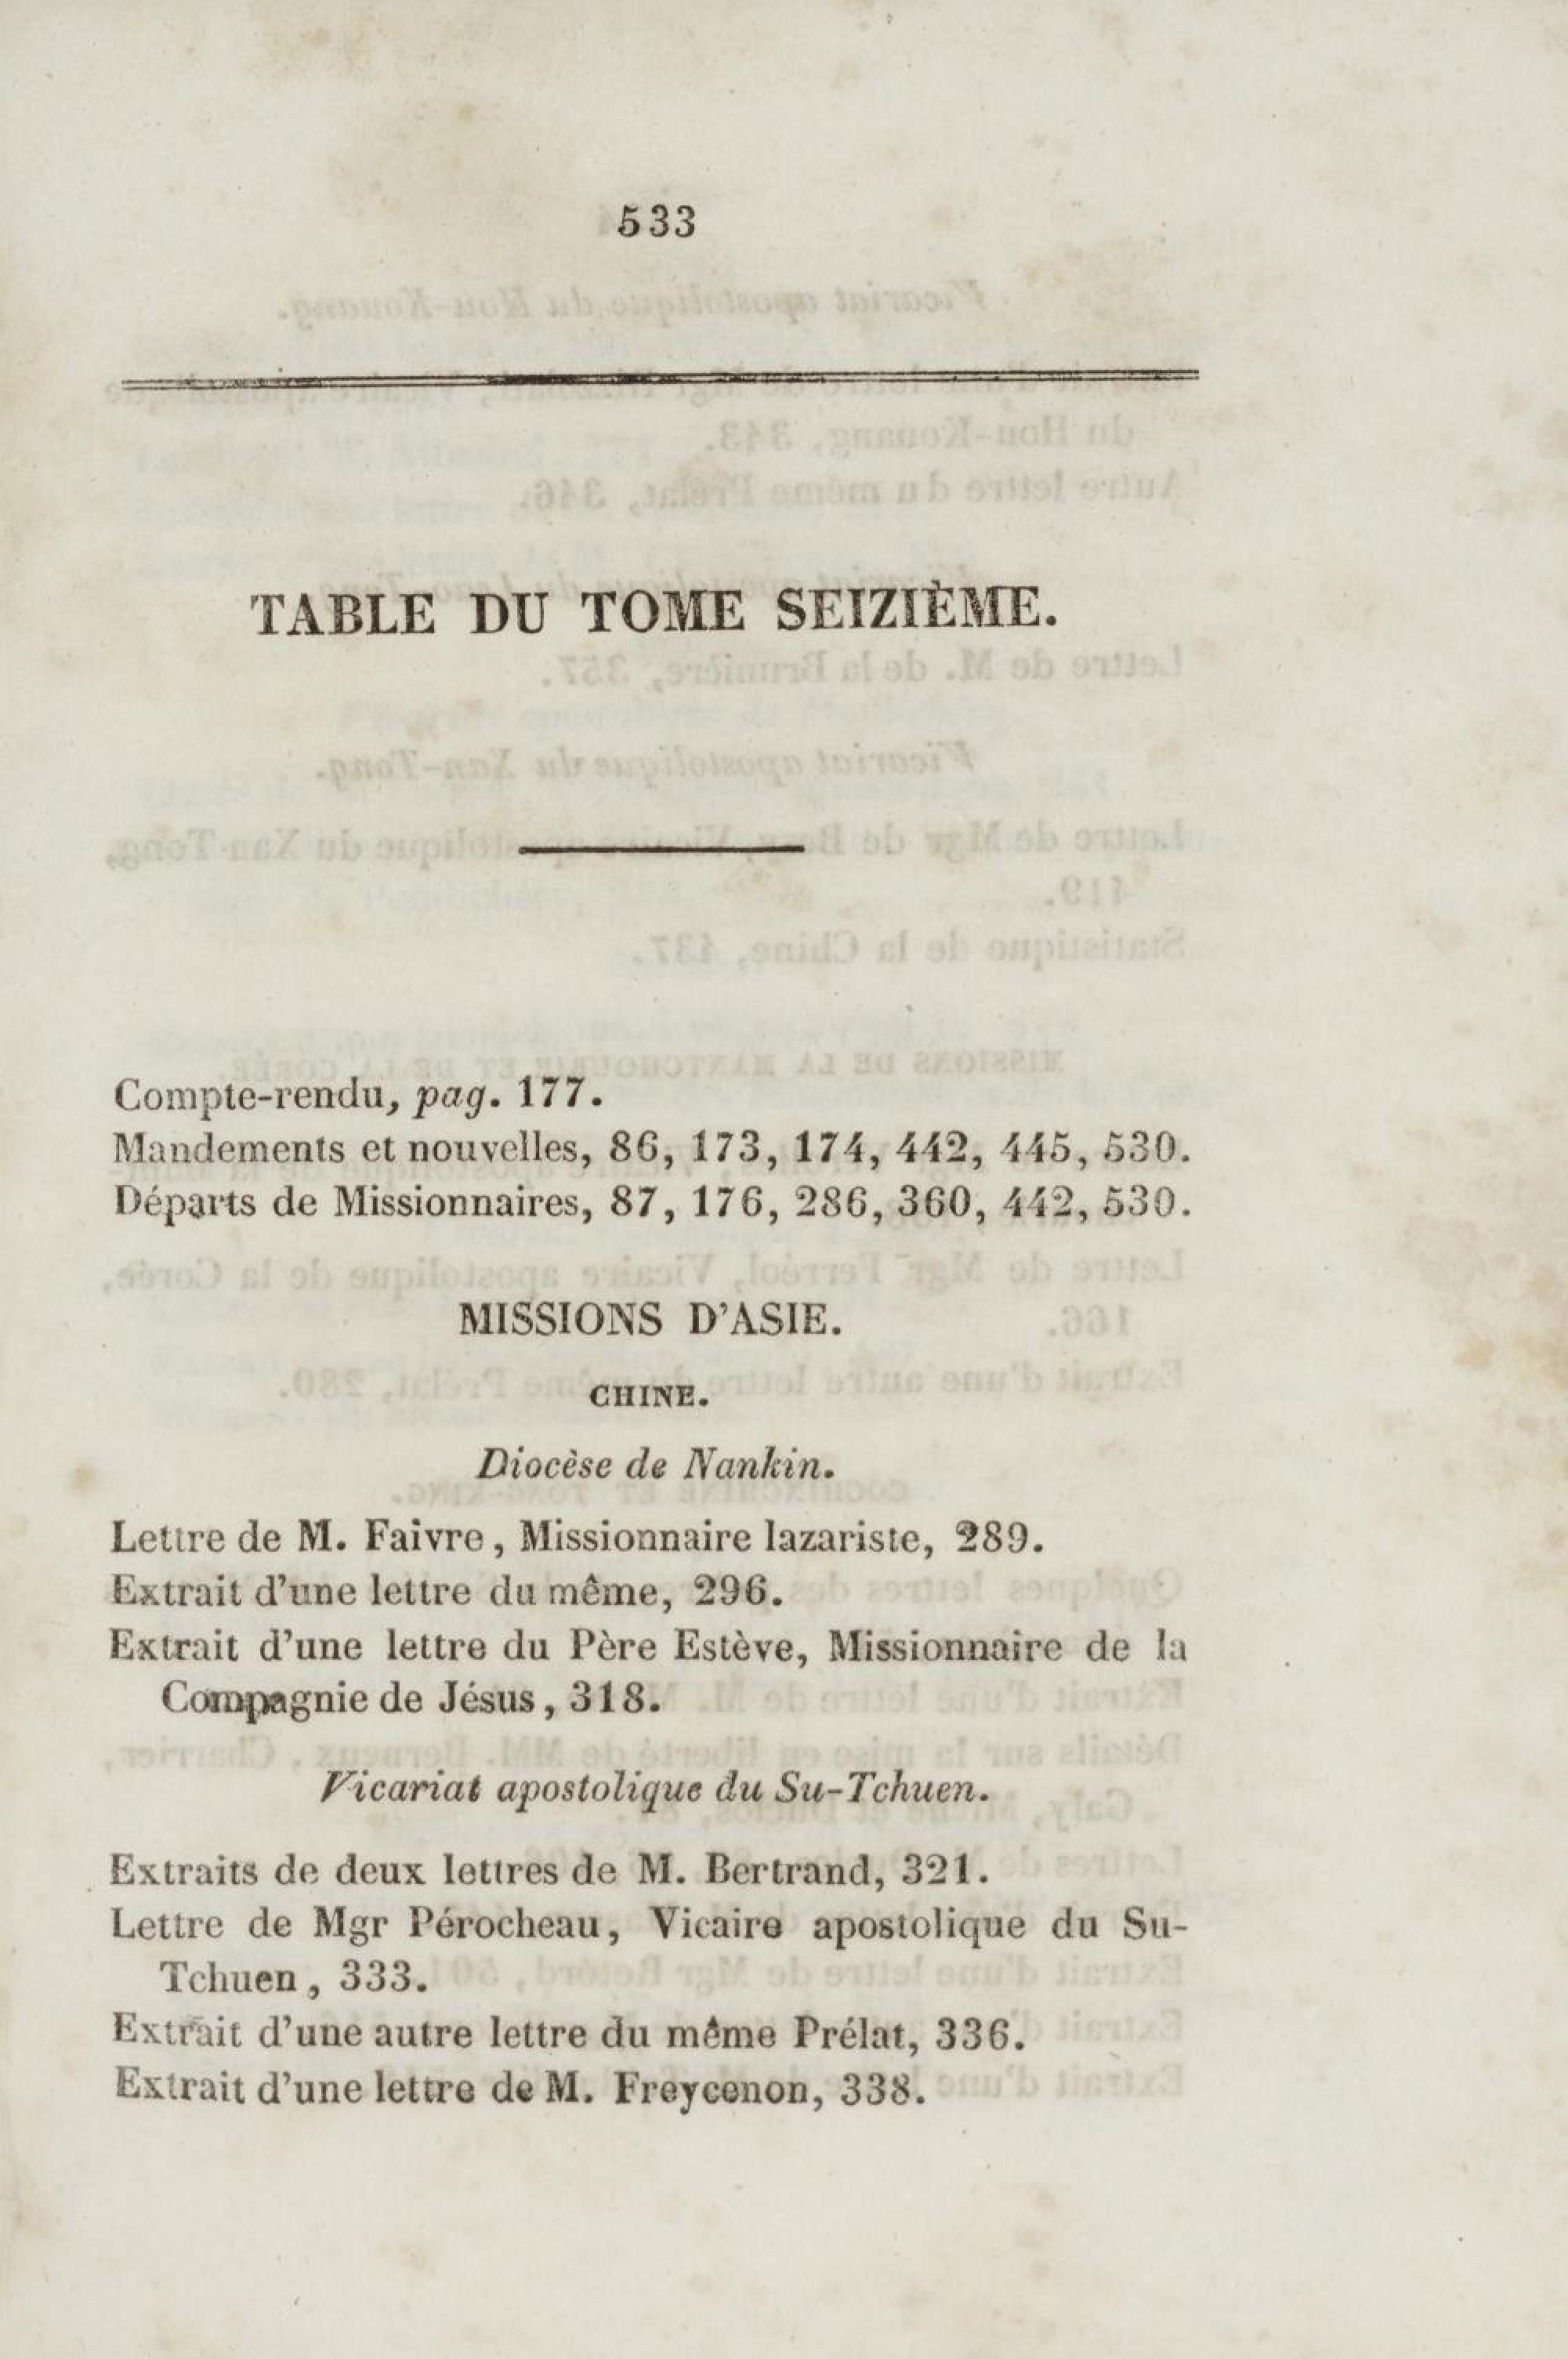 533
TABLE DU TOME SEIZIÈME.
Compte-rendu, pag. 177.
Mandements et nouvelles, 86, 173, 174, 442, 445, 530.
Départs de Missionnaires, 87, 176, 286, 360, 442, 530.
MISSIONS D'ASIE.
CHINE.
Diocèse de Nankin.
Lettre de M. Faivre, Missionnaire lazariste, 289.
Extrait d'une lettre du même, 296.
Extrait d'une lettre du Père Estève, Missionnaire de la
Compagnie de Jésus, 318.
Vicariat apostolique du Su-Tchuen.
Extraits de deux lettres de M. Bertrand, 321.
Lettre de Mgr Pérocheau, Vicaire apostolique du Su-
Tchuen, 333.
Extrait d'une autre lettre du même Prélat, 336.
Extrait d'une lettre de M. Freycenon, 338.